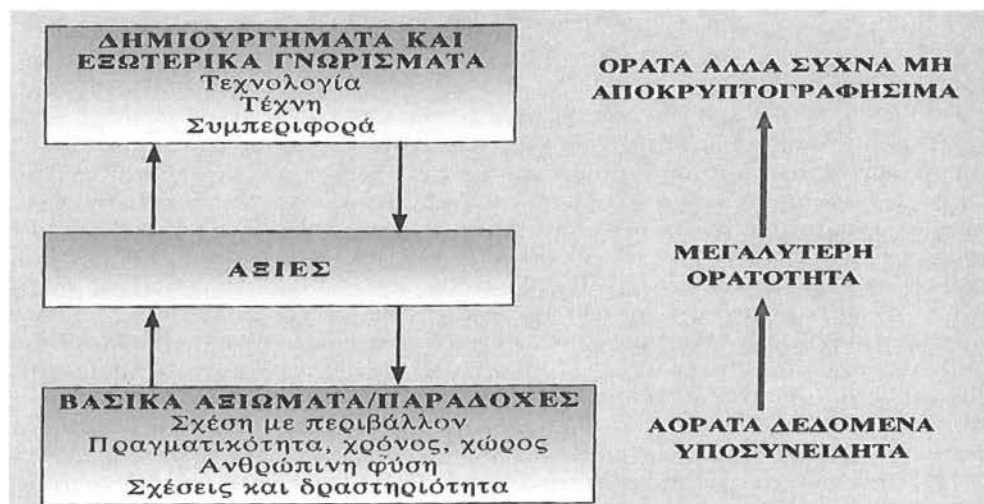 ΔΗΜΙΟΥΡΓΗΜΑΤΑ ΚΑΙ
ΕΞΩΤΕΡΙΚΑ ΓΝΩΡΙΣΜΑΤΑ
Τεχνολογία
Τέχνη
Συμπεριφορά
ΑΞΙΕΣ
ΒΑΣΙΚΑ ΑΞΙΩΜΑΤΑ/ΠΑΡΑΔΟΧΕΣ
Σχέση με περιβάλλον
Πραγματικότητα, χρόνος, χώρος
Ανθρώπινη φύση
Σχέσεις και δραστηριότητα
ΟΡΑΤΑ ΑΛΛΑ ΣΥΧΝΑ ΜΗ
ΑΠΟΚΡΥΠΤΟΓΡΑΦΗΣΙΜΑ
ΜΕΓΑΛΥΤΕΡΗ
ΟΡΑΤΟΤΗΤΑ
ΑΟΡΑΤΑ ΔΕΔΟΜΕΝΑ
ΥΠΟΣΥΝΕΙΔΗΤΑ